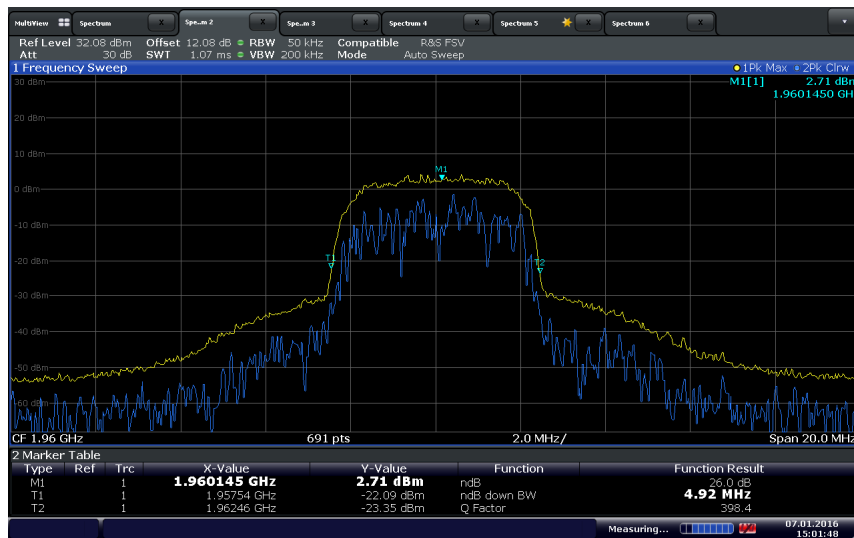 MultiView Spectrum X Spe...m 2 X Spe...m 3 X Spectrum 4 X Spectrum 5 X Spectrum 6 X
Ref Level 32.08 dBm Offset 12.08 dB RBW 50 kHz Compatible R&S FSV
Att 30 dB SWT 1.07 ms VBW 200 kHz Mode Auto Sweep
1 Frequency Sweep 1Pk Max 2Pk Clrw
30 dBm M1[1] 2.71 dBm
1.9601450 GH
20 dBm
10 dBm
M1
0 dBm
-10 dBm
-20 dBm
T1 T2
-30 dBm
-40 dBm
-50 dBm
-60 dBm
CF 1.96 GHz 691 pts 2.0 MHz/ Span 20.0 MHz
2 Marker Table
Type Ref Trc X-Value Y-Value Function Function Result
M1 1 1.960145 GHz 2.71 dBm ndB 26.0 dB
T1 1 1.95754 GHz -22.09 dBm ndB down BW 4.92 MHz
T2 1 1.96246 GHz -23.35 dBm Q Factor 398.4
Measuring... 07.01.2016
15:01:48